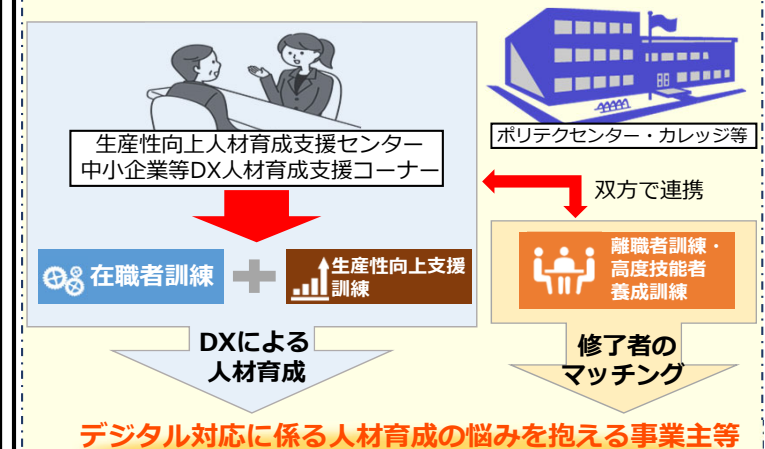 生産性向上人材育成支援センター
中小企業等DX人材育成支援コーナー
ポリテクセンター・カレッジ等
双方で連携
在職者訓練
生産性向上支援
訓練
離職者訓練・
高度技能者
養成訓練
DXによる
人材育成
修了者の
マッチング
デジタル対応に係る人材育成の悩みを抱える事業主等